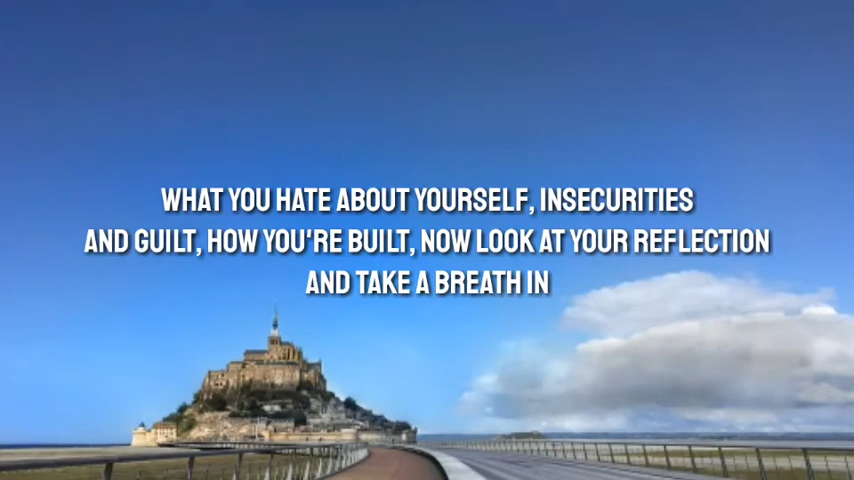 WHAT YOU HATE ABOUT YOURSELF, INSECURITIES
AND GUILT, HOW YOU'RE BUILT, NOW LOOK AT YOUR REFLECTION
AND TAKE A BREATH IN